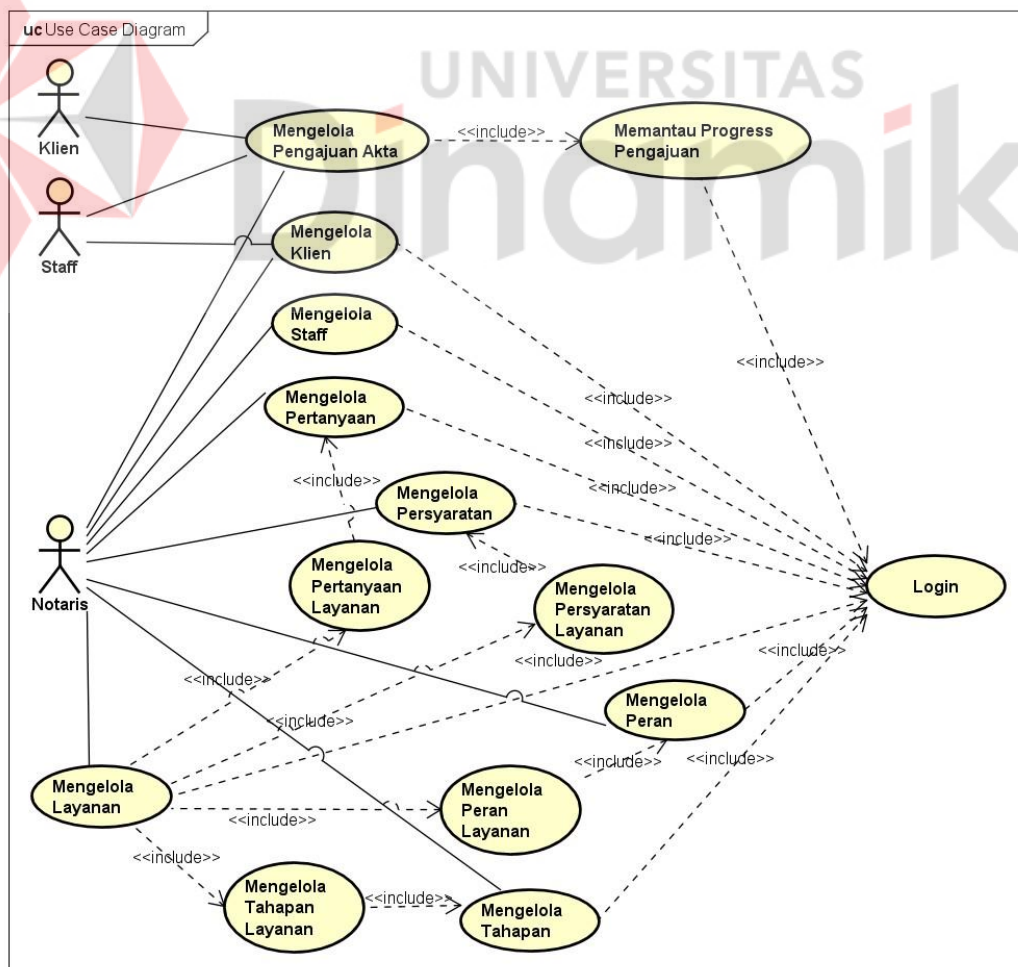 uc Use Case Diagram
UNIVERSITAS
Dinamika
Klien
Mengelola
Pengajuan Akta
<<include>>
Memantau Progress
Pengajuan
Staff
Mengelola
Klien
Mengelola
Staff
<<include>>
Mengelola
Pertanyaan
<<include>>
<<include>>
<<include>>
<<include>>
Mengelola
Persyaratan
<<include>>
Notaris
Mengelola
Pertanyaan
Layanan
<<include>>
Mengelola
Persyaratan
Layanan
Login
<<include>>
<<include>>
<<include>>
<<include>>
Mengelola
Peran
<<include>>
<<include>>
Mengelola
Layanan
Mengelola
Peran
Layanan
<<include>>
<<include>>
Mengelola
Tahapan
Layanan
<<include>>
Mengelola
Tahapan